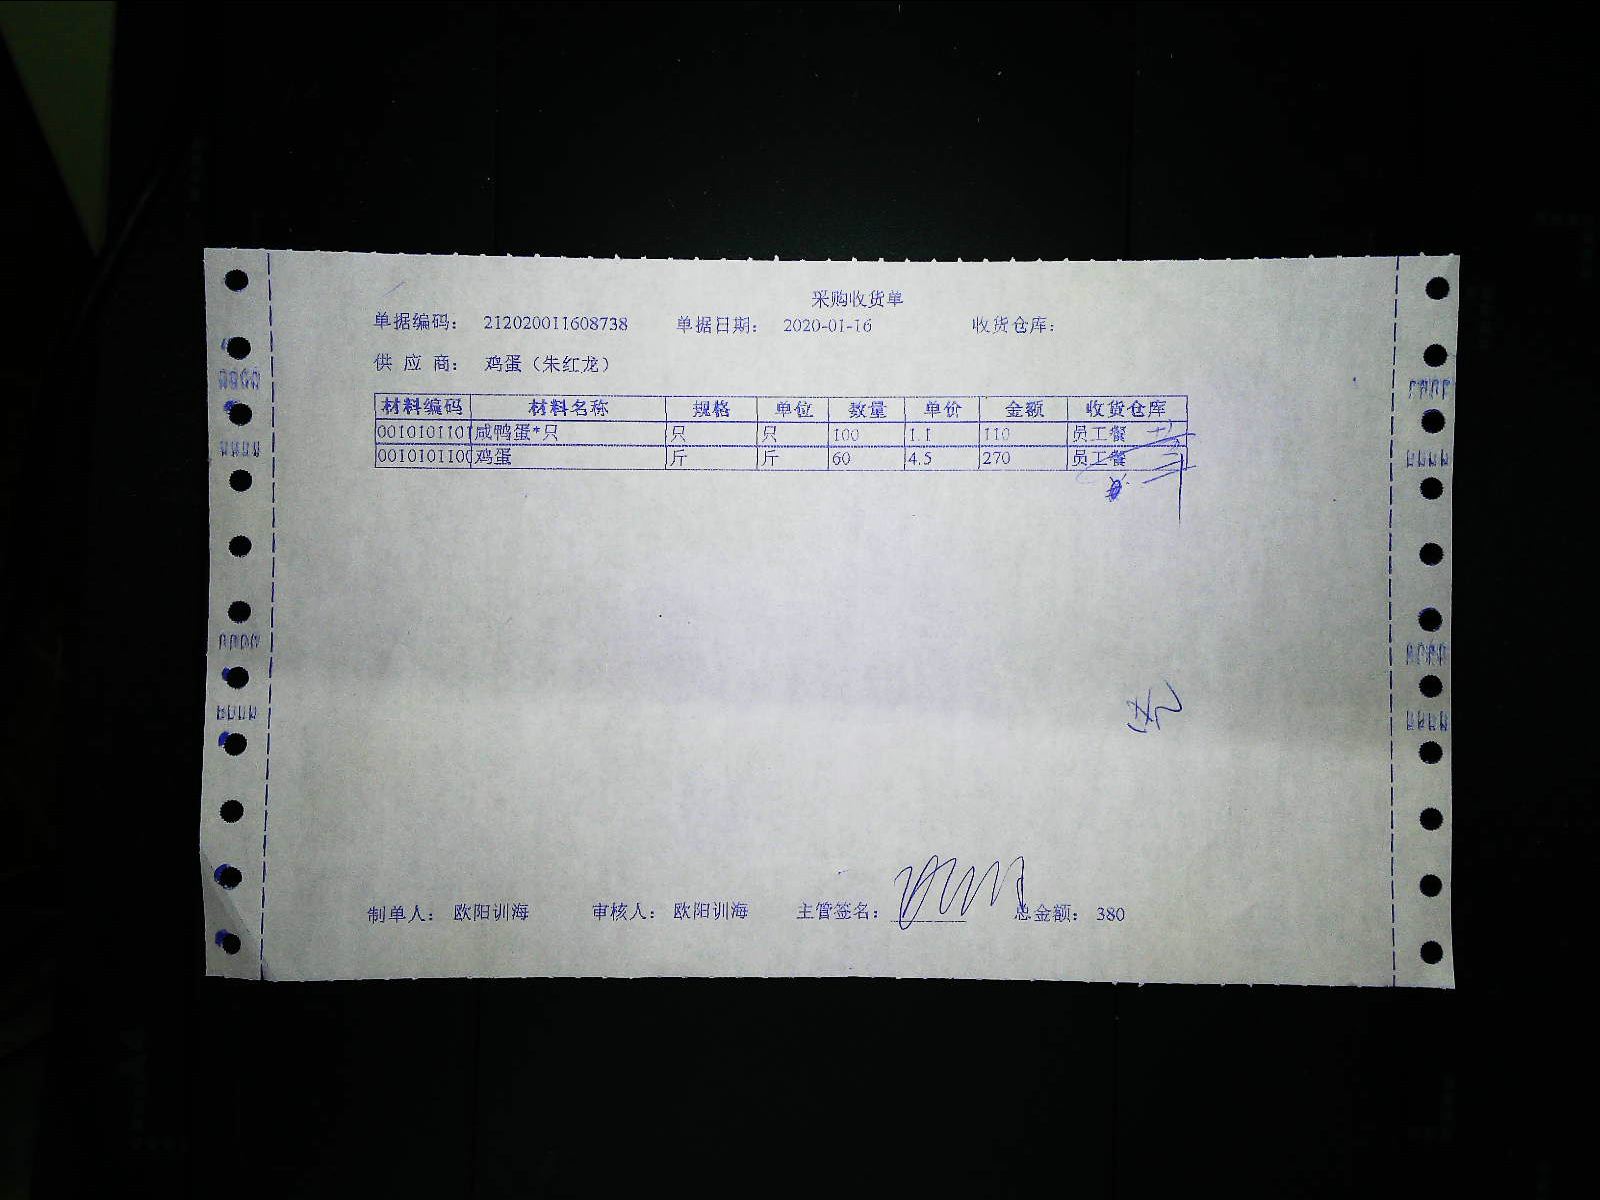 采购收货单
单据编码: 212020011608738 单据日期: 2020-01-16 收货仓库:
供 应 商: 鸡蛋（朱红龙）
材料编码 材料名称 规格 单位 数量 单价 金额 收货仓库
0010101101 咸鸭蛋*只 只 只 100 1.1 110 员工餐
0010101100 鸡蛋 斤 斤 60 4.5 270 员工餐
制单人: 欧阳训海 审核人: 欧阳训海 主管签名: 总金额: 380